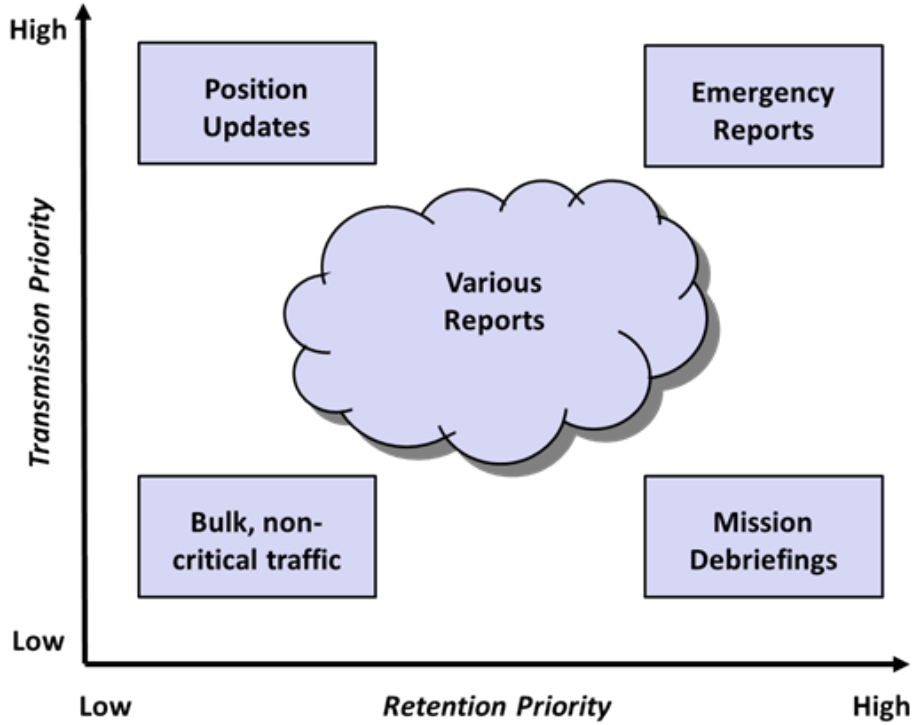 High
Position
Updates
Emergency
Reports
Transmission Priority
Various
Reports
Bulk, non-
critical traffic
Mission
Debriefings
Low
Low
Retention Priority
High